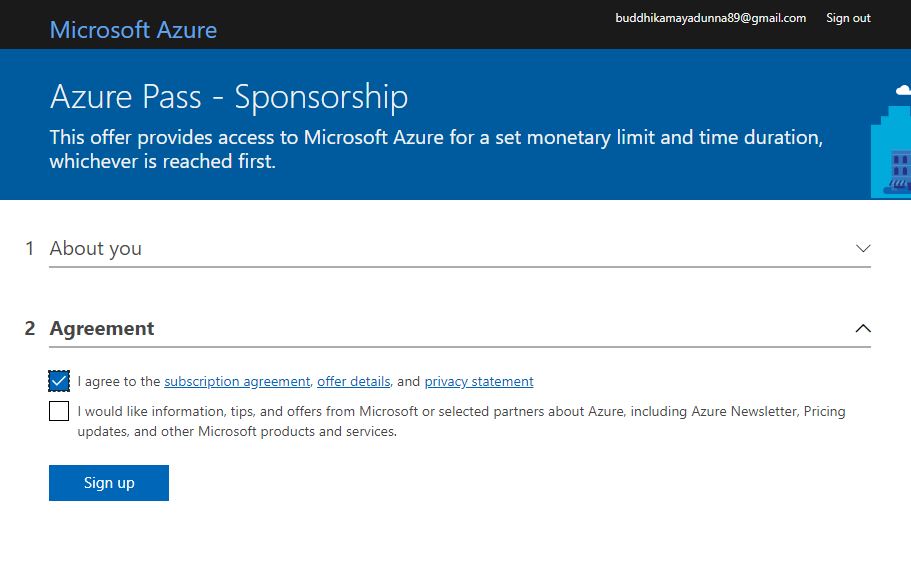 Microsoft Azure
buddhikamayadunna89@gmail.com Sign out
Azure Pass - Sponsorship
This offer provides access to Microsoft Azure for a set monetary limit and time duration,
whichever is reached first.
1 About you
2 Agreement
I agree to the subscription agreement, offer details, and privacy statement
I would like information, tips, and offers from Microsoft or selected partners about Azure, including Azure Newsletter, Pricing
updates, and other Microsoft products and services.
Sign up